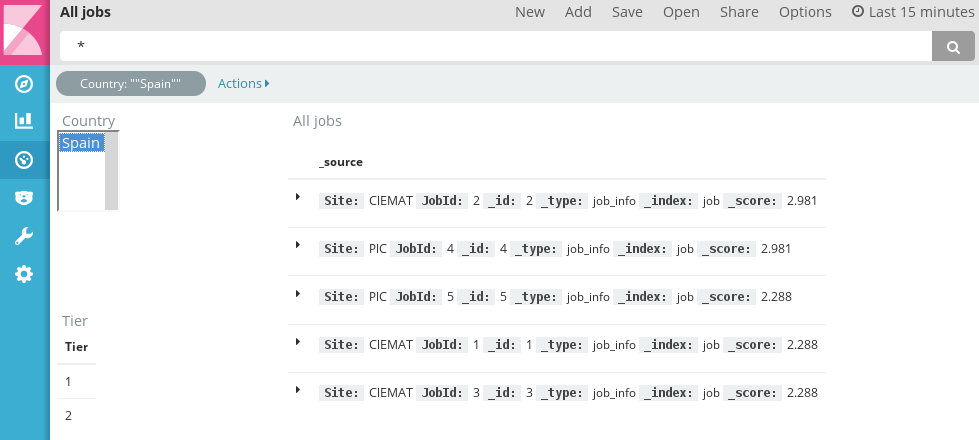 All jobs New Add Save Open Share Options Last 15 minutes
*
Country: ""Spain"" Actions
Country
Spain
All jobs
_source
Site: CIEMAT JobId: 2 _id: 2 _type: job_info _index: job _score: 2.981
Site: PIC JobId: 4 _id: 4 _type: job_info _index: job _score: 2.981
Site: PIC JobId: 5 _id: 5 _type: job_info _index: job _score: 2.288
Site: CIEMAT JobId: 1 _id: 1 _type: job_info _index: job _score: 2.288
Site: CIEMAT JobId: 3 _id: 3 _type: job_info _index: job _score: 2.288
Tier
Tier
1
2